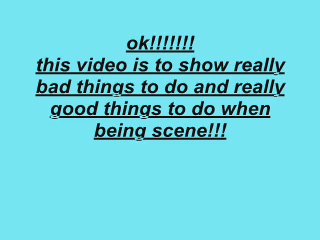 ok!!!!!!!
this video is to show really
bad things to do and really
good things to do when
being scene!!!